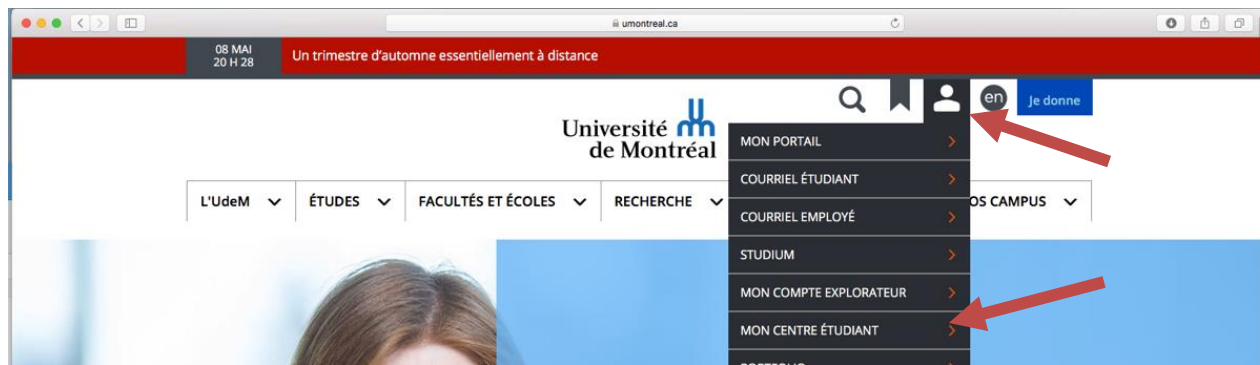 umontreal.ca
08 MAI
20 H 28
Un trimestre d'automne essentiellement à distance
en
Je donne
Université
de Montréal
MON PORTAIL
COURRIEL ÉTUDIANT
COURRIEL EMPLOYÉ
STUDIUM
MON COMPTE EXPLORATEUR
MON CENTRE ÉTUDIANT
L'UdeM
ÉTUDES
FACULTÉS ET ÉCOLES
RECHERCHE
OS CAMPUS